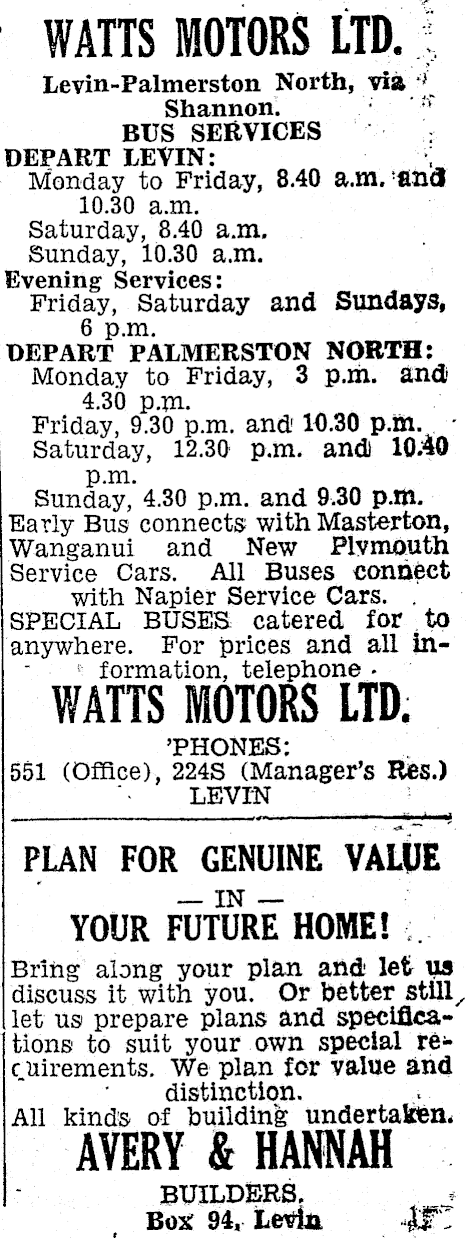 WATTS MOTORS LTD.
Levin-Palmerston North, via
Shannon.
BUS SERVICES
DEPART LEVIN:
Monday to Friday, 8.40 a.m. and
10.30 a.m.
Saturday, 8.40 a.m.
Sunday, 10.30 a.m.
Evening Services:
Friday, Saturday and Sundays,
6 p.m.
DEPART PALMERSTON NORTH:
Monday to Friday, 3 p.m. and
4.30 p.m.
Friday, 9.30 p.m. and 10.30 p.m.
Saturday, 12.30 p.m. and 10.40
p.m.
Sunday, 4.30 p.m. and 9.30 p.m.
Early Bus connects with Masterton,
Wanganui and New Plvmouth
Service Cars. All Buses connect
with Napier Service Cars.
SPECIAL BUSES catered for to
anywhere. For prices and all in-
formation, telephone
WATTS MOTORS LTD.
'PHONES:
551 (Office), 224S (Manager's Res.)
LEVIN
PLAN FOR GENUINE VALUE
— IN —
YOUR FUTURE HOME!
Bring along your plan and let us
discuss it with you. Or better still,
let us prepare plans and specifica-
tions to suit your own special re-
quirements. We plan for value and
distinction.
All kinds of building undertaken.
AVERY & HANNAH
BUILDERS.
Box 94, Levin